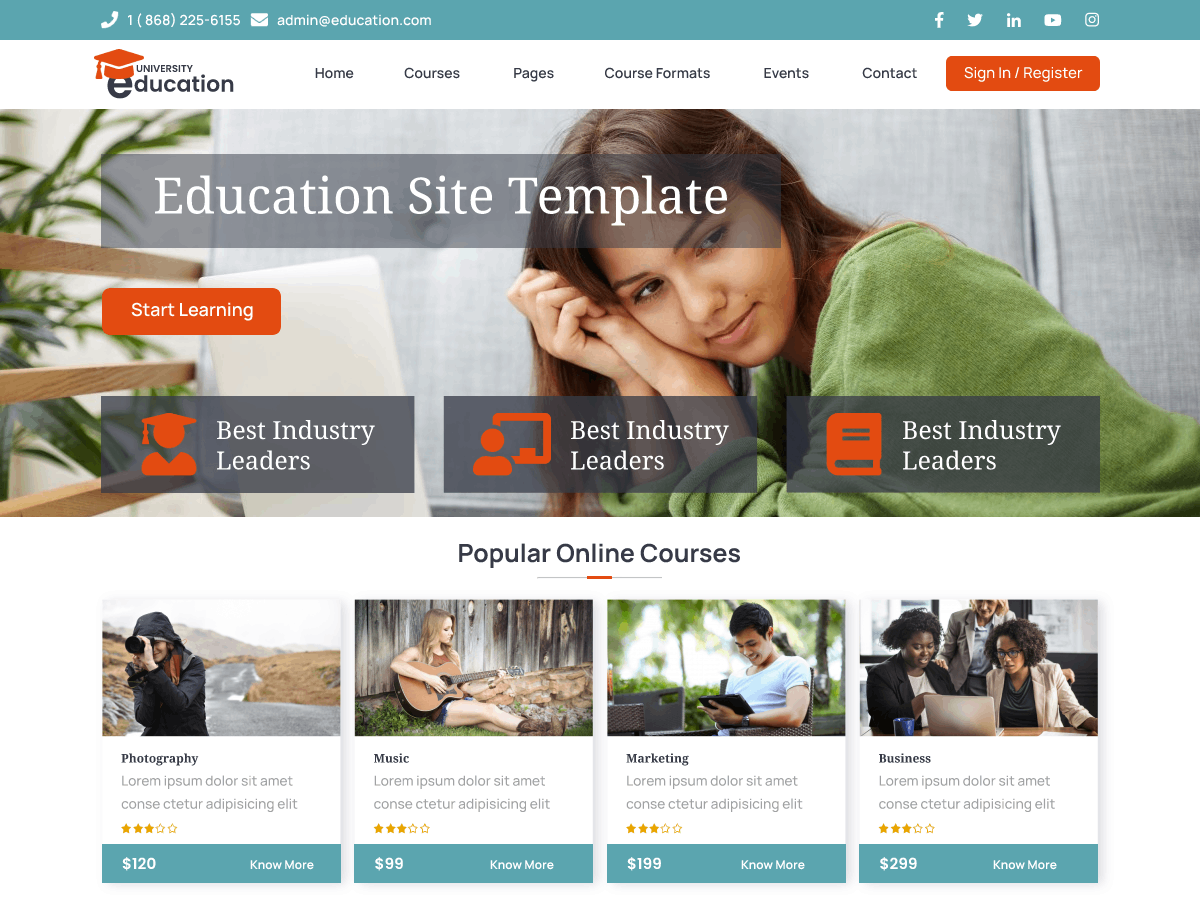 1 ( 868) 225-6155 admin@education.com
UNIVERSITY
education
Home Courses Pages Course Formats Events Contact Sign In / Register
Education Site Template
Start Learning
Best Industry
Leaders
Best Industry
Leaders
Best Industry
Leaders
Popular Online Courses
Photography
Lorem ipsum dolor sit amet
conse ctetur adipisicing elit
$120 Know More
Music
Lorem ipsum dolor sit amet
conse ctetur adipisicing elit
$99 Know More
Marketing
Lorem ipsum dolor sit amet
conse ctetur adipisicing elit
$199 Know More
Business
Lorem ipsum dolor sit amet
conse ctetur adipisicing elit
$299 Know More